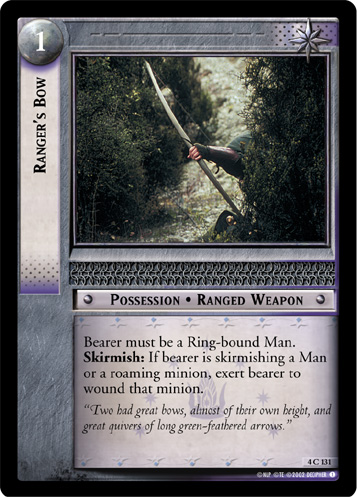 1
RANGER'S BOW
POSSESSION • RANGED WEAPON
Bearer must be a Ring-bound Man.
Skirmish: If bearer is skirmishing a Man
or a roaming minion, exert bearer to
wound that minion.
"Two had great bows, almost of their own height, and
great quivers of long green-feathered arrows."
4 C 131
©NLP ©TE. ©2002 DECIPHER